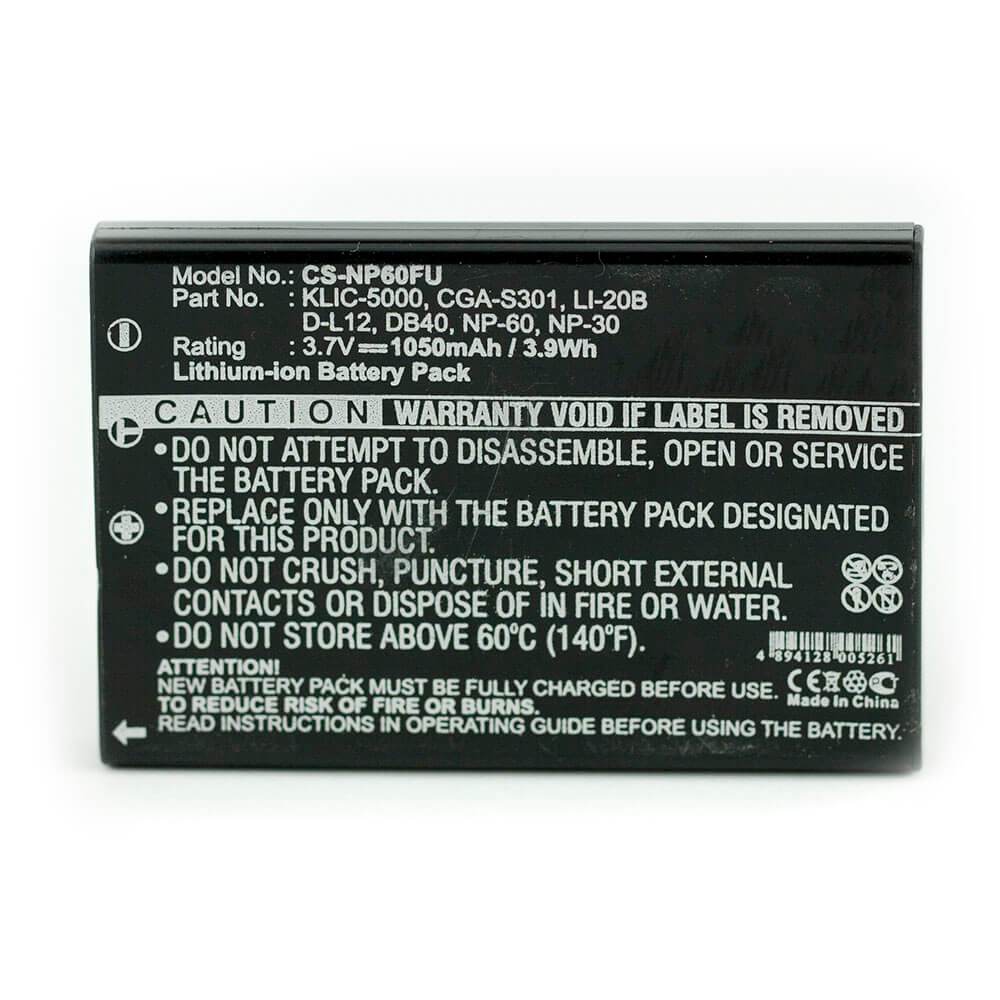 Model No.: CS-NP60FU
Part No. : KLIC-5000, CGA-S301, LI-20B
D-L12, DB40, NP-60, NP-30
Rating : 3.7V⎓1050mAh / 3.9Wh
Lithium-ion Battery Pack
CAUTION WARRANTY VOID IF LABEL IS REMOVED
•DO NOT ATTEMPT TO DISASSEMBLE, OPEN OR SERVICE
THE BATTERY PACK.
•REPLACE ONLY WITH THE BATTERY PACK DESIGNATED
FOR THIS PRODUCT.
•DO NOT CRUSH, PUNCTURE, SHORT EXTERNAL
CONTACTS OR DISPOSE OF IN FIRE OR WATER.
•DO NOT STORE ABOVE 60°C (140°F).
4 894128 005261
ATTENTION!
NEW BATTERY PACK MUST BE FULLY CHARGED BEFORE USE.
TO REDUCE RISK OF FIRE OR BURNS.
READ INSTRUCTIONS IN OPERATING GUIDE BEFORE USING THE BATTERY.
CE
Made in China